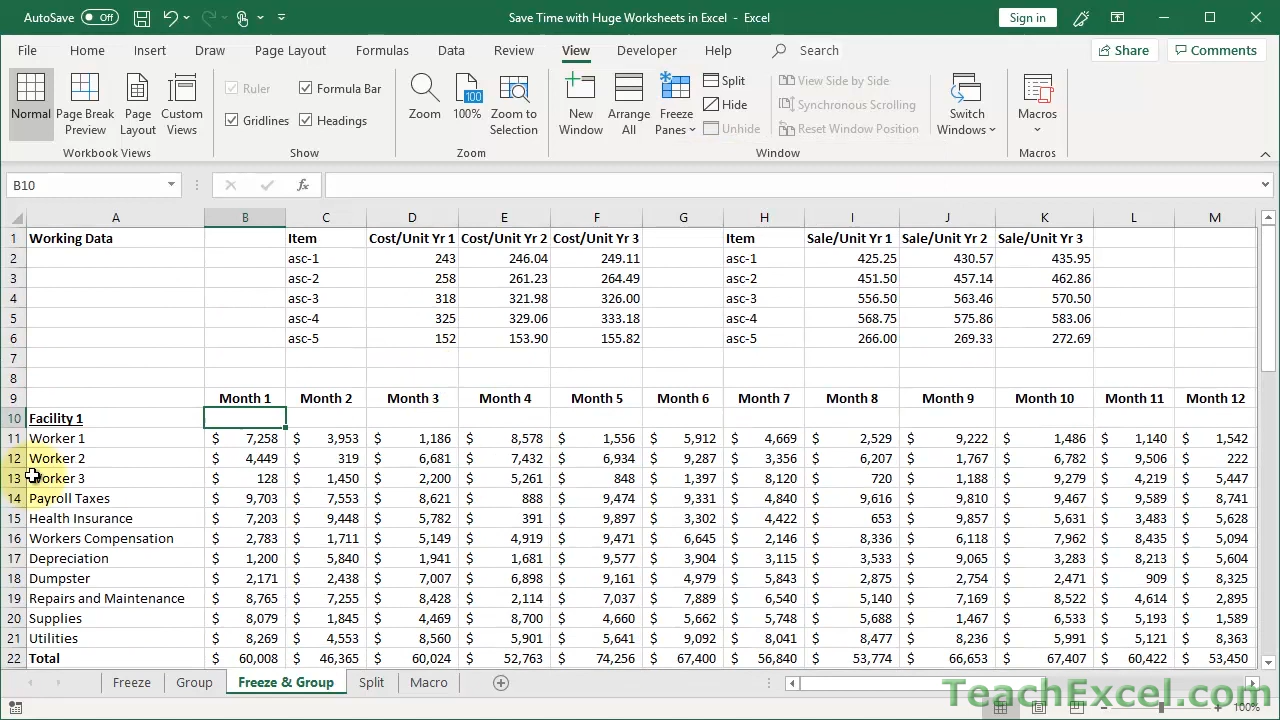 AutoSave Off Save Time with Huge Worksheets in Excel - Excel Sign in
File Home Insert Draw Page Layout Formulas Data Review View Developer Help Search Share Comments
Normal Page Break Preview Page Layout Custom Views
Ruler Formula Bar
Gridlines Headings
Zoom 100 100% Zoom to Selection
New Window Arrange All Freeze Panes
Split
Hide
Unhide
View Side by Side
Synchronous Scrolling
Reset Window Position
Switch Windows
Macros
Workbook Views Show Zoom Window Macros
B10 fx
A B C D E F G H I J K L M
1 Working Data Item Cost/Unit Yr 1 Cost/Unit Yr 2 Cost/Unit Yr 3 Item Sale/Unit Yr 1 Sale/Unit Yr 2 Sale/Unit Yr 3
2 asc-1 243 246.04 249.11 asc-1 425.25 430.57 435.95
3 asc-2 258 261.23 264.49 asc-2 451.50 457.14 462.86
4 asc-3 318 321.98 326.00 asc-3 556.50 563.46 570.50
5 asc-4 325 329.06 333.18 asc-4 568.75 575.86 583.06
6 asc-5 152 153.90 155.82 asc-5 266.00 269.33 272.69
7
8
9 Month 1 Month 2 Month 3 Month 4 Month 5 Month 6 Month 7 Month 8 Month 9 Month 10 Month 11 Month 12
10 Facility 1
11 Worker 1 $ 7,258 $ 3,953 $ 1,186 $ 8,578 $ 1,556 $ 5,912 $ 4,669 $ 2,529 $ 9,222 $ 1,486 $ 1,140 $ 1,542
12 Worker 2 $ 4,449 $ 319 $ 6,681 $ 7,432 $ 6,934 $ 9,287 $ 3,356 $ 6,207 $ 1,767 $ 6,782 $ 9,506 $ 222
13 Worker 3 $ 128 $ 1,450 $ 2,200 $ 5,261 $ 848 $ 1,397 $ 8,120 $ 720 $ 1,188 $ 9,279 $ 4,219 $ 5,447
14 Payroll Taxes $ 9,703 $ 7,553 $ 8,621 $ 888 $ 9,474 $ 9,331 $ 4,840 $ 9,616 $ 9,810 $ 9,467 $ 9,589 $ 8,741
15 Health Insurance $ 7,203 $ 9,448 $ 5,782 $ 391 $ 9,897 $ 3,302 $ 4,422 $ 653 $ 9,857 $ 5,631 $ 3,483 $ 5,628
16 Workers Compensation $ 2,783 $ 1,711 $ 5,149 $ 4,919 $ 9,471 $ 6,645 $ 2,146 $ 8,336 $ 6,118 $ 7,962 $ 8,435 $ 5,094
17 Depreciation $ 1,200 $ 5,840 $ 1,941 $ 1,681 $ 9,577 $ 3,904 $ 3,115 $ 3,533 $ 9,065 $ 3,283 $ 8,213 $ 5,604
18 Dumpster $ 2,171 $ 2,438 $ 7,007 $ 6,898 $ 9,161 $ 4,979 $ 5,843 $ 2,875 $ 2,754 $ 2,471 $ 909 $ 8,325
19 Repairs and Maintenance $ 8,765 $ 7,255 $ 8,428 $ 2,114 $ 7,037 $ 7,889 $ 6,540 $ 5,140 $ 7,169 $ 8,522 $ 4,614 $ 2,895
20 Supplies $ 8,079 $ 1,845 $ 4,469 $ 8,700 $ 4,660 $ 5,662 $ 5,748 $ 5,688 $ 1,467 $ 6,533 $ 5,193 $ 1,589
21 Utilities $ 8,269 $ 4,553 $ 8,560 $ 5,901 $ 5,641 $ 9,092 $ 8,041 $ 8,477 $ 8,236 $ 5,991 $ 5,121 $ 8,363
22 Total $ 60,008 $ 46,365 $ 60,024 $ 52,763 $ 74,256 $ 67,400 $ 56,840 $ 53,774 $ 66,653 $ 67,407 $ 60,422 $ 53,450
Freeze Group Freeze & Group Split Macro
TeachExcel.com
100%